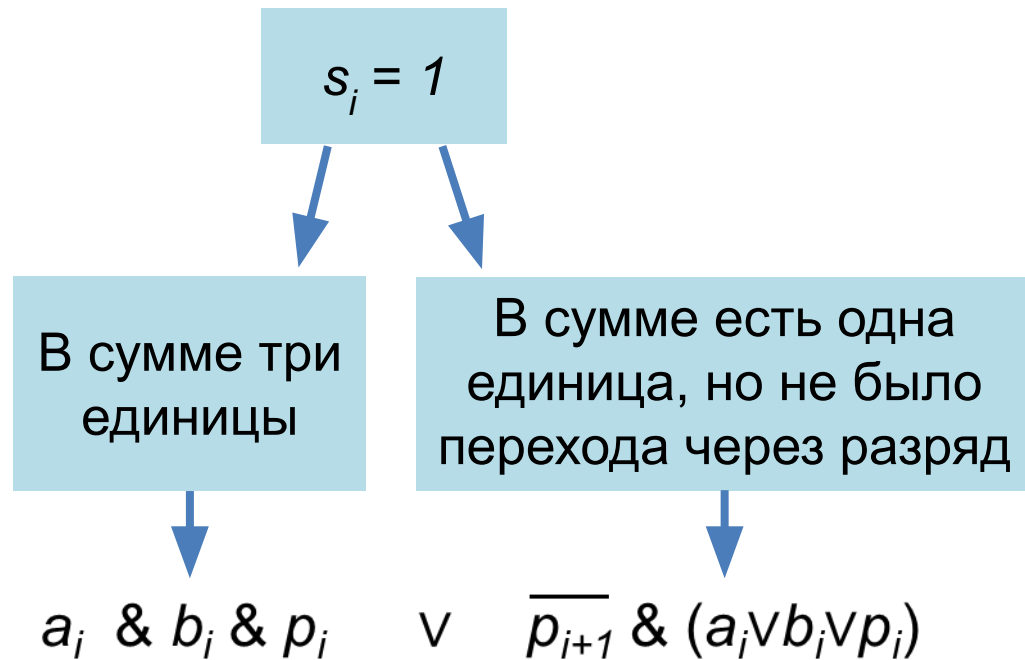 sᵢ = 1
В сумме три
единицы
В сумме есть одна
единица, но не было
перехода через разряд
aᵢ & bᵢ & pᵢ ∨ p̅ᵢ₊₁ & (aᵢ∨bᵢ∨pᵢ)